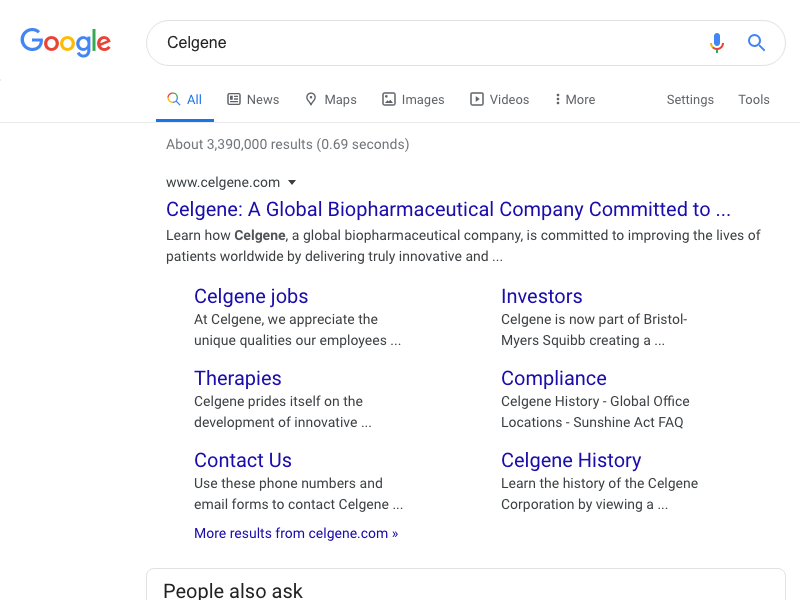 Google
Celgene
All News Maps Images Videos More Settings Tools
About 3,390,000 results (0.69 seconds)
www.celgene.com
Celgene: A Global Biopharmaceutical Company Committed to ...
Learn how Celgene, a global biopharmaceutical company, is committed to improving the lives of
patients worldwide by delivering truly innovative and ...
Celgene jobs
At Celgene, we appreciate the
unique qualities our employees ...
Investors
Celgene is now part of Bristol-
Myers Squibb creating a ...
Therapies
Celgene prides itself on the
development of innovative ...
Compliance
Celgene History - Global Office
Locations - Sunshine Act FAQ
Contact Us
Use these phone numbers and
email forms to contact Celgene ...
Celgene History
Learn the history of the Celgene
Corporation by viewing a ...
More results from celgene.com »
People also ask